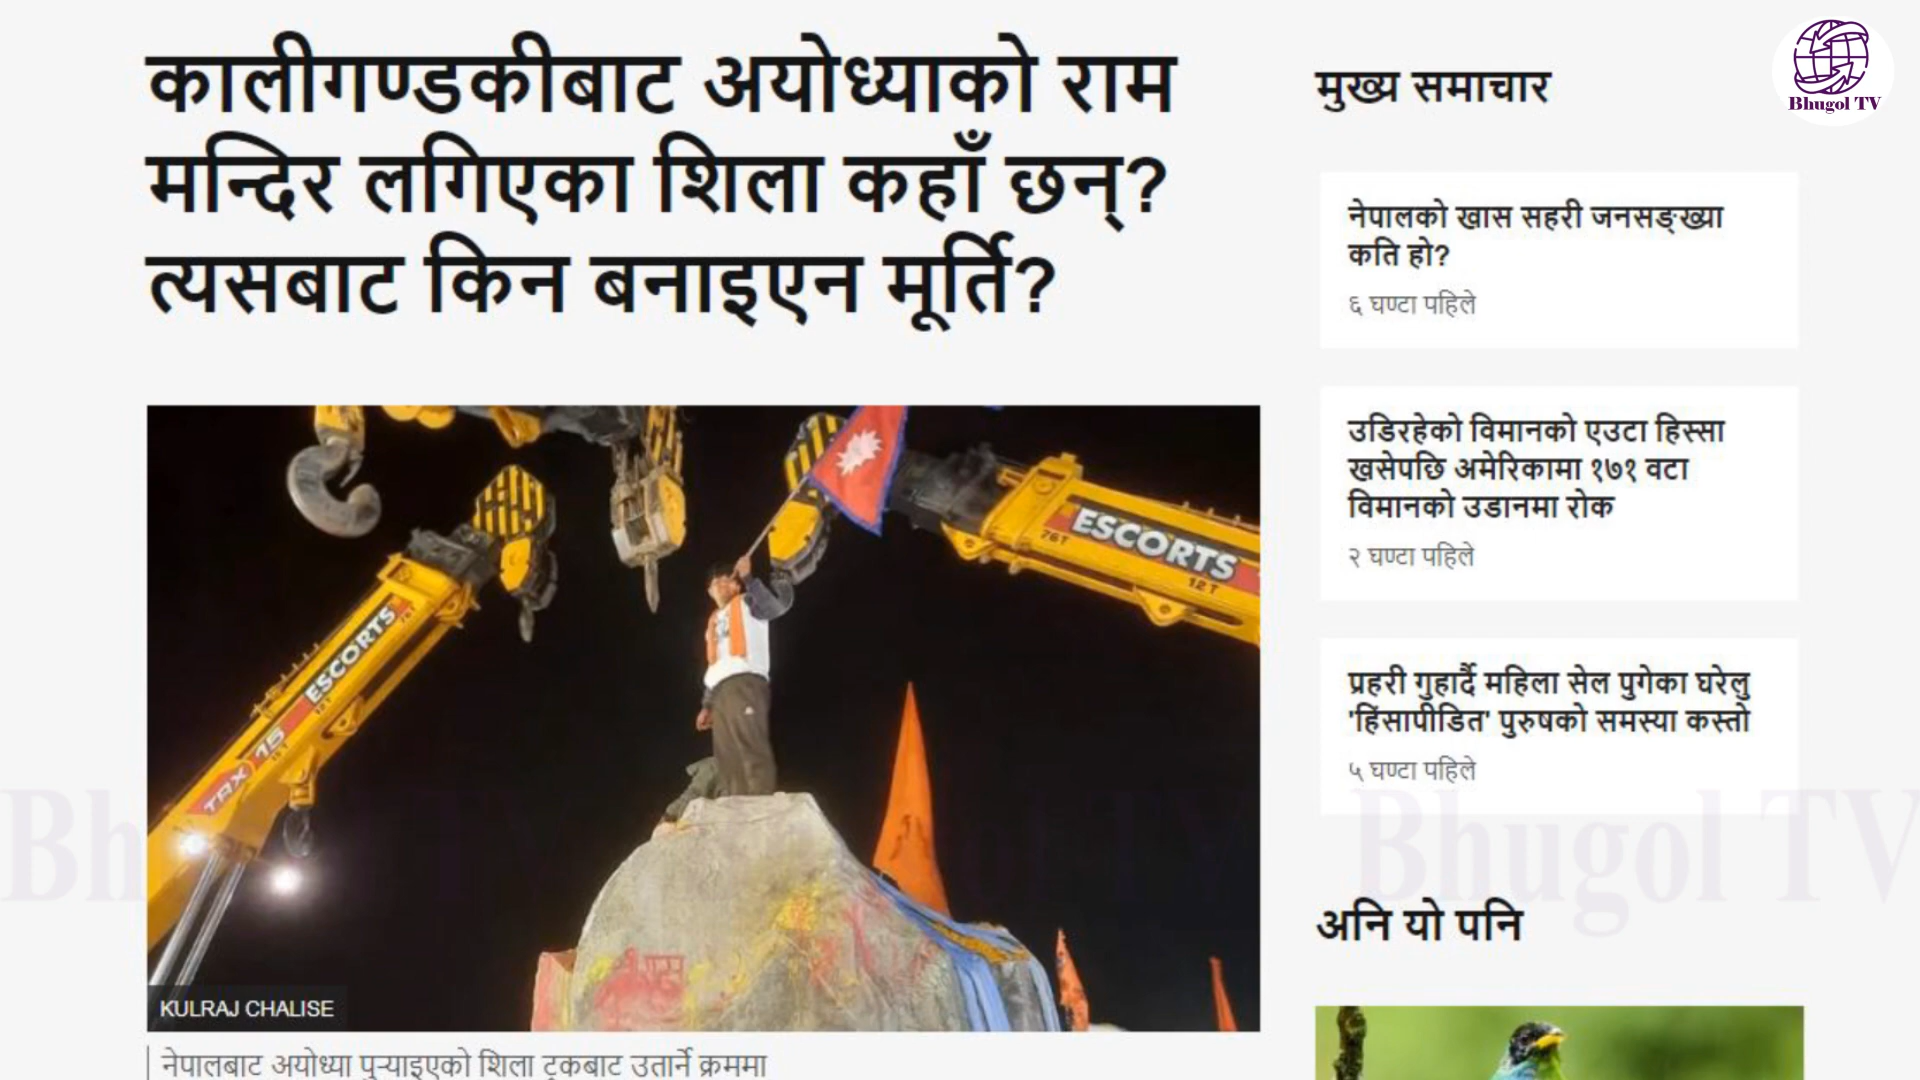 कालीगण्डकीबाट अयोध्याको राम
मन्दिर लगिएका शिला कहाँ छन्?
त्यसबाट किन बनाइएन मूर्ति?
ESCORTS
76T
12 T
ESCORTS
TRX 15
KULRAJ CHALISE
नेपालबाट अयोध्या पुर्‍याइएको शिला ट्रकबाट उतार्ने क्रममा
मुख्य समाचार
नेपालको खास सहरी जनसङ्ख्या
कति हो?
६ घण्टा पहिले
उडिरहेको विमानको एउटा हिस्सा
खसेपछि अमेरिकामा १७१ वटा
विमानको उडानमा रोक
२ घण्टा पहिले
प्रहरी गुहार्दै महिला सेल पुगेका घरेलु
'हिंसापीडित' पुरुषको समस्या कस्तो
५ घण्टा पहिले
अनि यो पनि
Bhugol TV
Bhugol TV